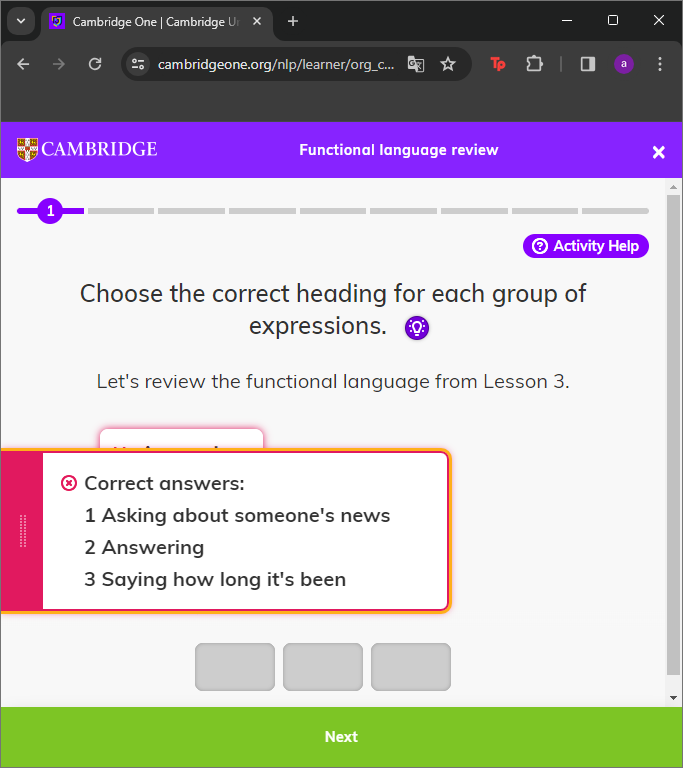 Cambridge One | Cambridge Un
cambridgeone.org/nlp/learner/org_c...
Tp
a
CAMBRIDGE
Functional language review
1
Activity Help
Choose the correct heading for each group of
expressions.
Let's review the functional language from Lesson 3.
Correct answers:
1 Asking about someone's news
2 Answering
3 Saying how long it's been
Next